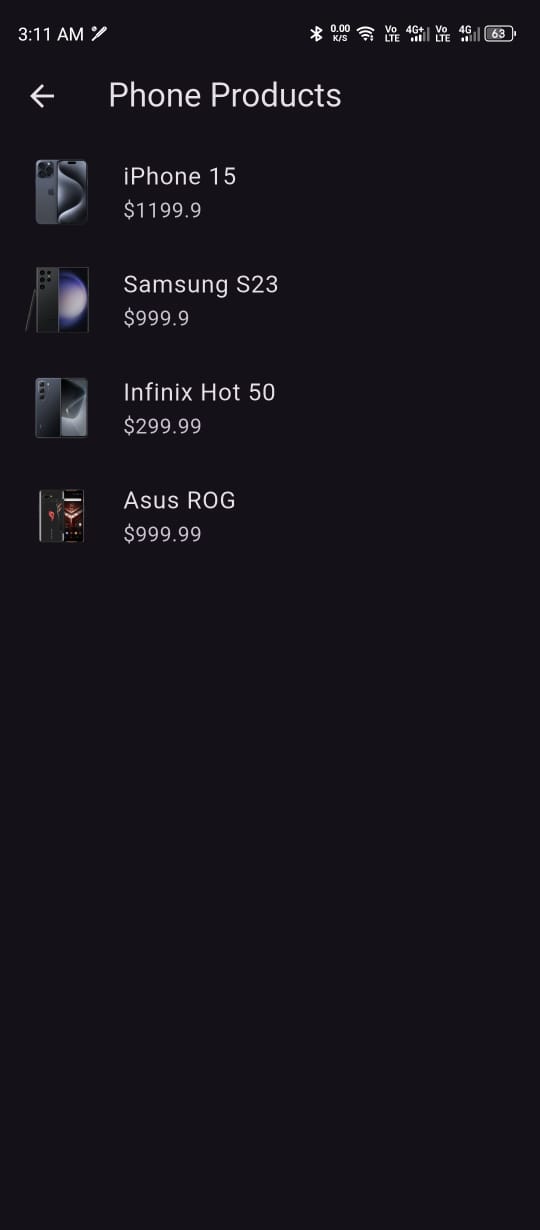 3:11 AM 0.00 K/S Vo LTE 4G+ Vo LTE 4G 63
Phone Products
iPhone 15
$1199.9
Samsung S23
$999.9
Infinix Hot 50
$299.99
Asus ROG
$999.99